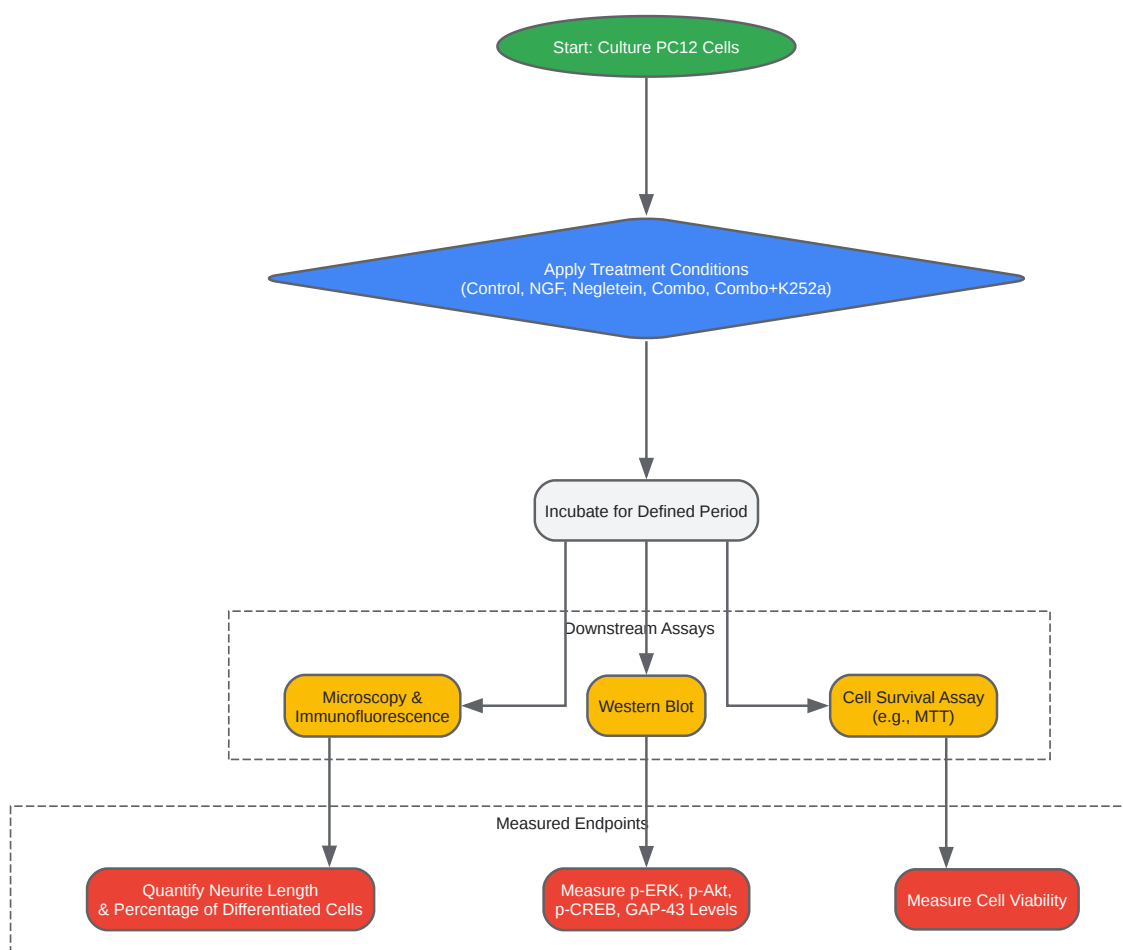 Start: Culture PC12 Cells
Apply Treatment Conditions
(Control, NGF, Negletein, Combo, Combo+K252a)
Incubate for Defined Period
Downstream Assays
Microscopy &
Immunofluorescence
Western Blot
Cell Survival Assay
(e.g., MTT)
Measured Endpoints
Quantify Neurite Length
& Percentage of Differentiated Cells
Measure p-ERK, p-Akt,
p-CREB, GAP-43 Levels
Measure Cell Viability